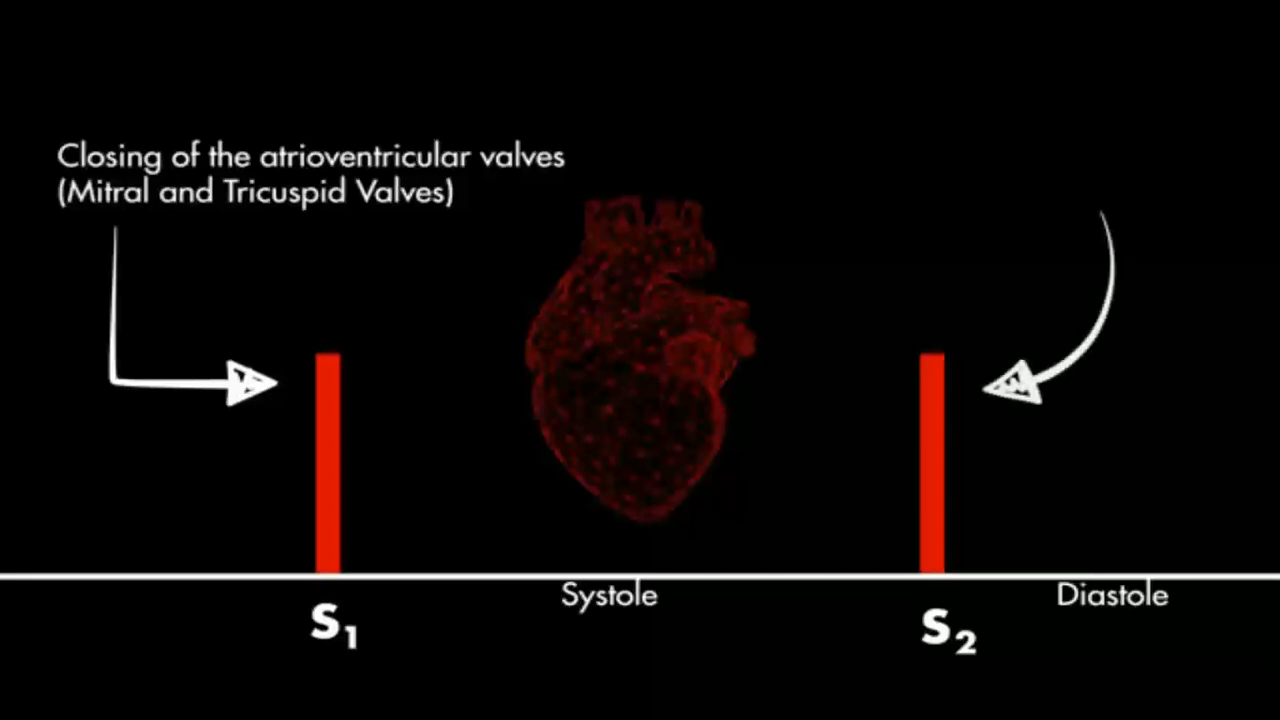 Closing of the atrioventricular valves
(Mitral and Tricuspid Valves)
Systole
Diastole
S₁
S₂